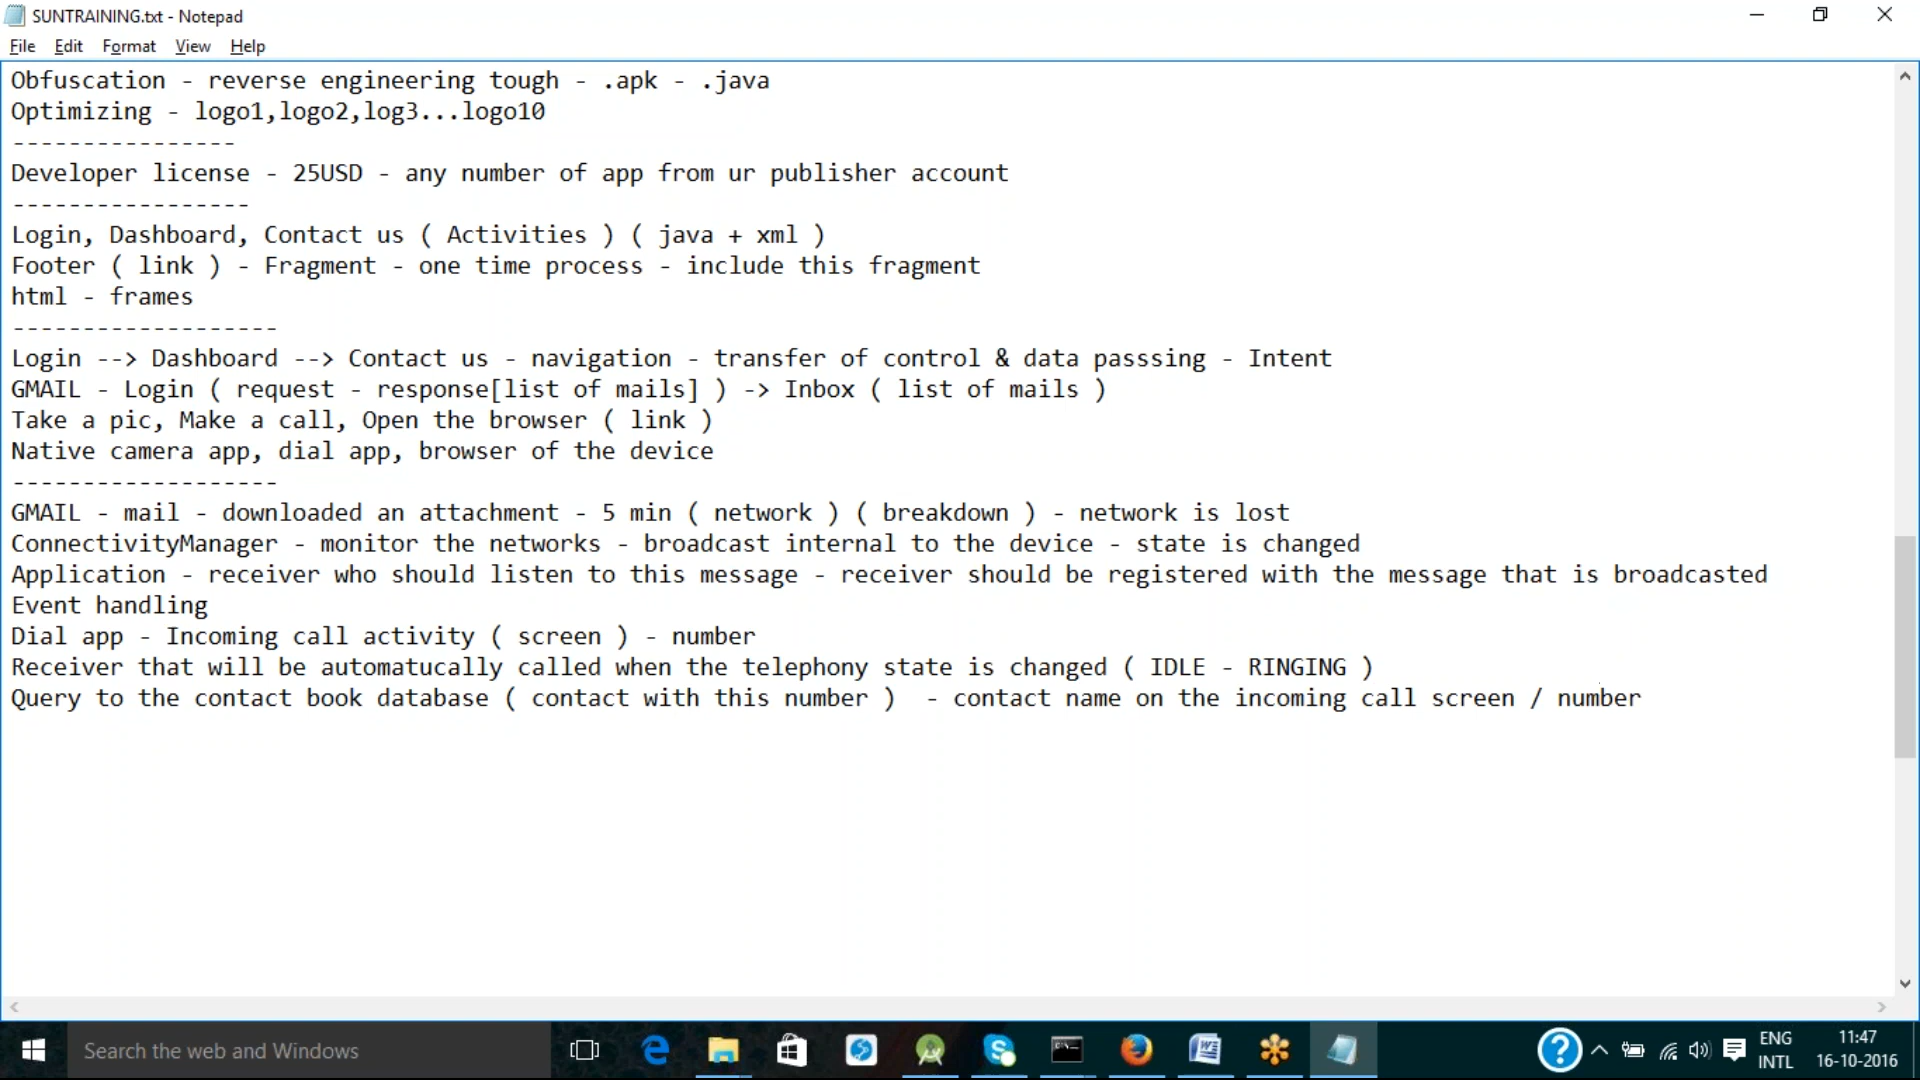 SUNTRAINING.txt - Notepad
File Edit Format View Help
Obfuscation - reverse engineering tough - .apk - .java
Optimizing - logo1,logo2,log3...logo10
----------------
Developer license - 25USD - any number of app from ur publisher account
-----------------
Login, Dashboard, Contact us ( Activities ) ( java + xml )
Footer ( link ) - Fragment - one time process - include this fragment
html - frames
-------------------
Login --> Dashboard --> Contact us - navigation - transfer of control & data passsing - Intent
GMAIL - Login ( request - response[list of mails] ) -> Inbox ( list of mails )
Take a pic, Make a call, Open the browser ( link )
Native camera app, dial app, browser of the device
-------------------
GMAIL - mail - downloaded an attachment - 5 min ( network ) ( breakdown ) - network is lost
ConnectivityManager - monitor the networks - broadcast internal to the device - state is changed
Application - receiver who should listen to this message - receiver should be registered with the message that is broadcasted
Event handling
Dial app - Incoming call activity ( screen ) - number
Receiver that will be automatucally called when the telephony state is changed ( IDLE - RINGING )
Query to the contact book database ( contact with this number )  - contact name on the incoming call screen / number
Search the web and Windows
ENG 11:47
INTL 16-10-2016